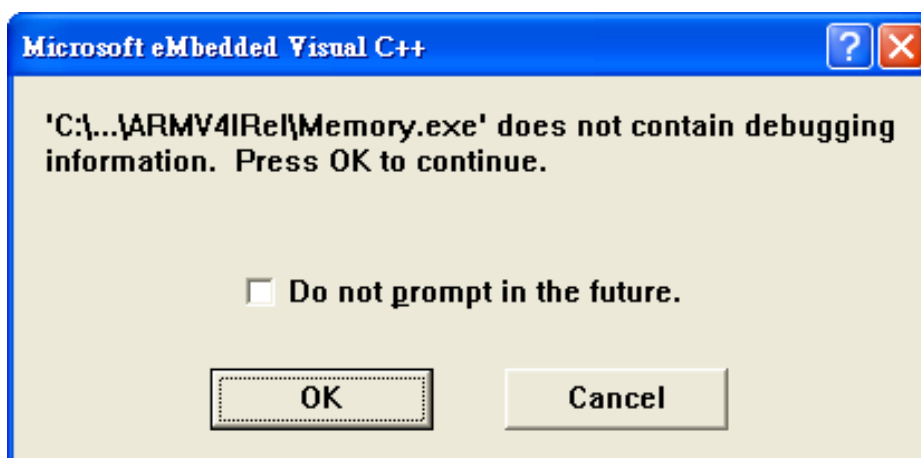 Microsoft eMbedded Visual C++
'C:\...\ARMV4IRel\Memory.exe' does not contain debugging
information.  Press OK to continue.
Do not prompt in the future.
OK
Cancel